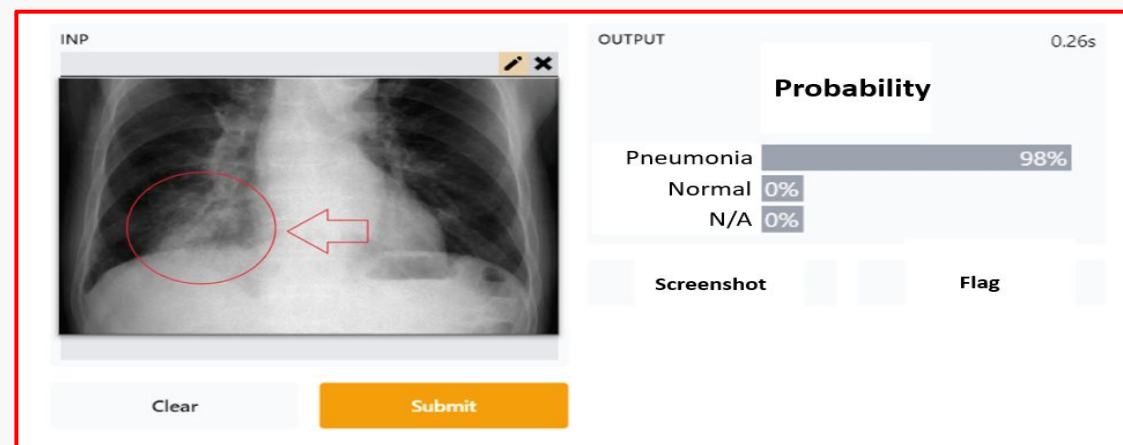 INP
OUTPUT 0.26s
Probability
Pneumonia 98%
Normal 0%
N/A 0%
Screenshot Flag
Clear Submit